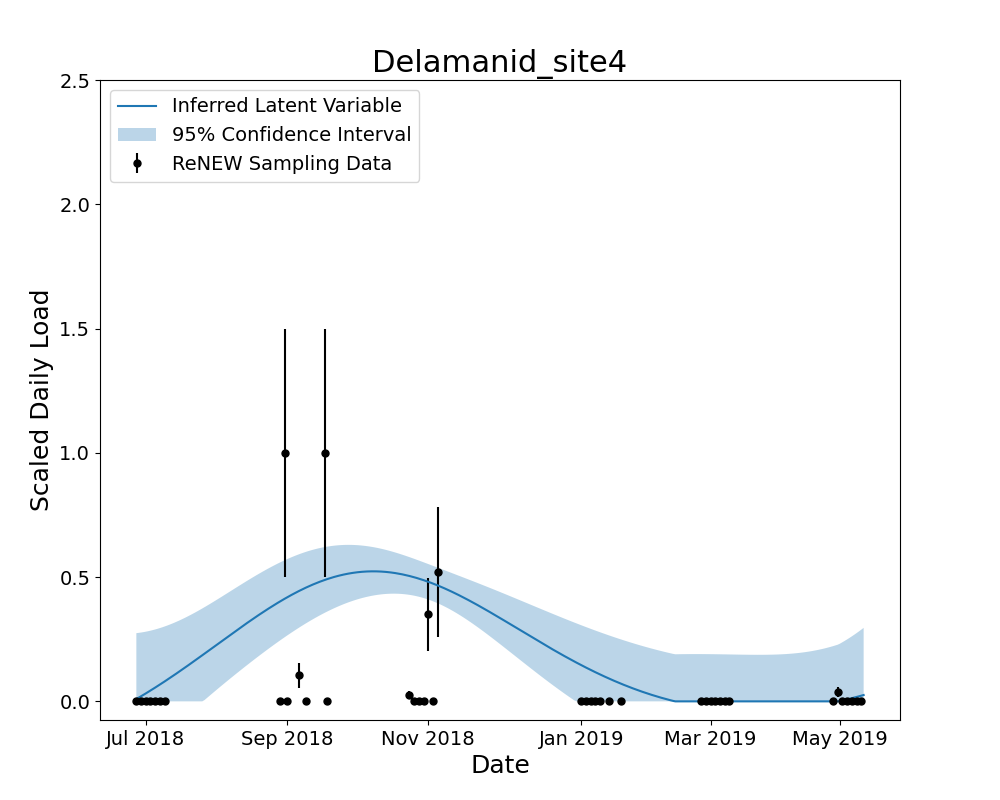 Delamanid_site4
Inferred Latent Variable
95% Confidence Interval
ReNEW Sampling Data
Scaled Daily Load
2.5
2.0
1.5
1.0
0.5
0.0
Jul 2018 Sep 2018 Nov 2018 Jan 2019 Mar 2019 May 2019
Date